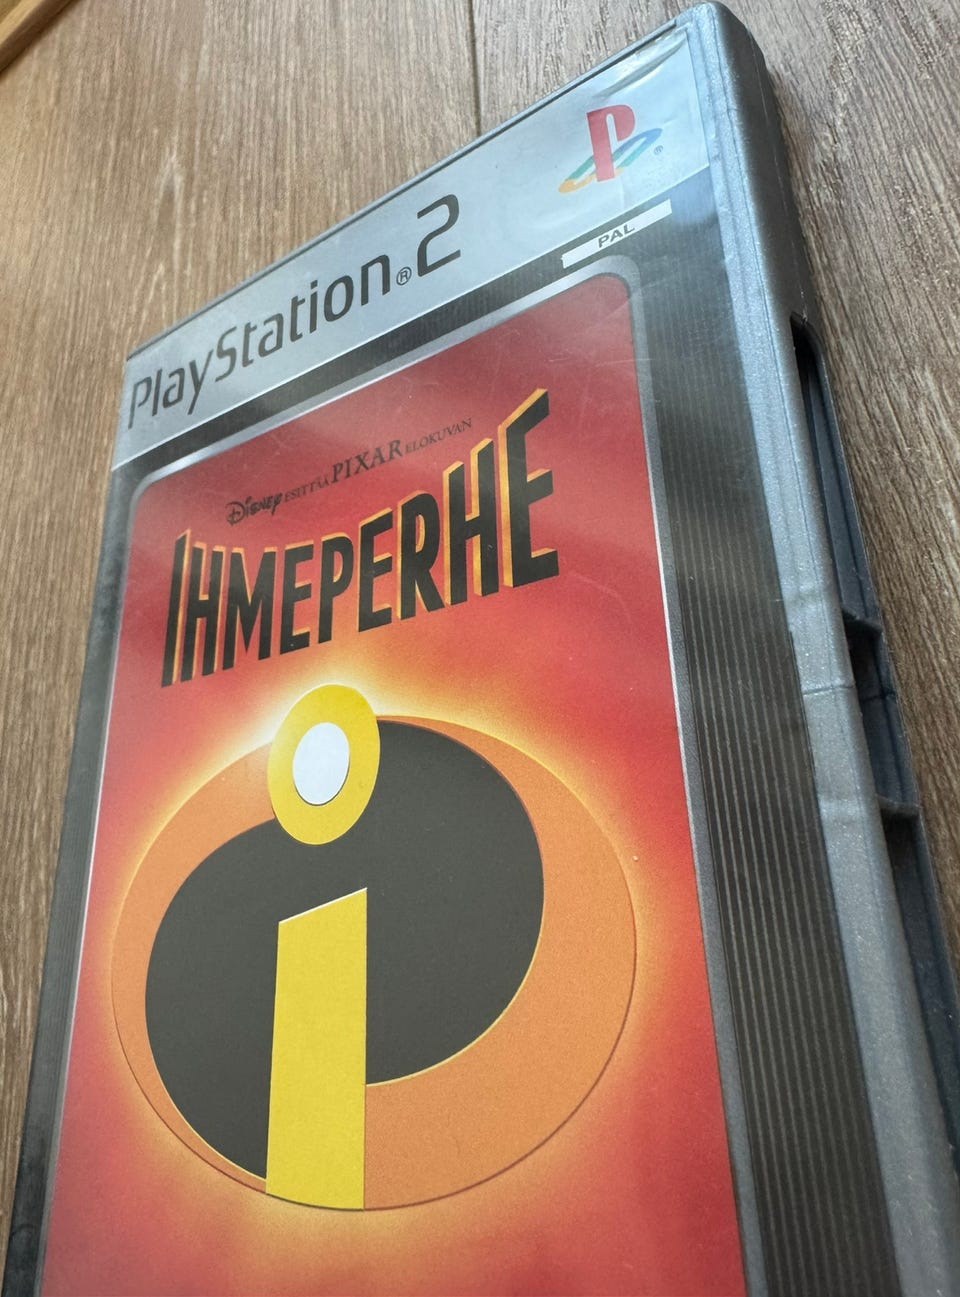 PlayStation®2
PAL
Disney ESITTÄÄ PIXAR ELOKUVAN
IHMEPERHE